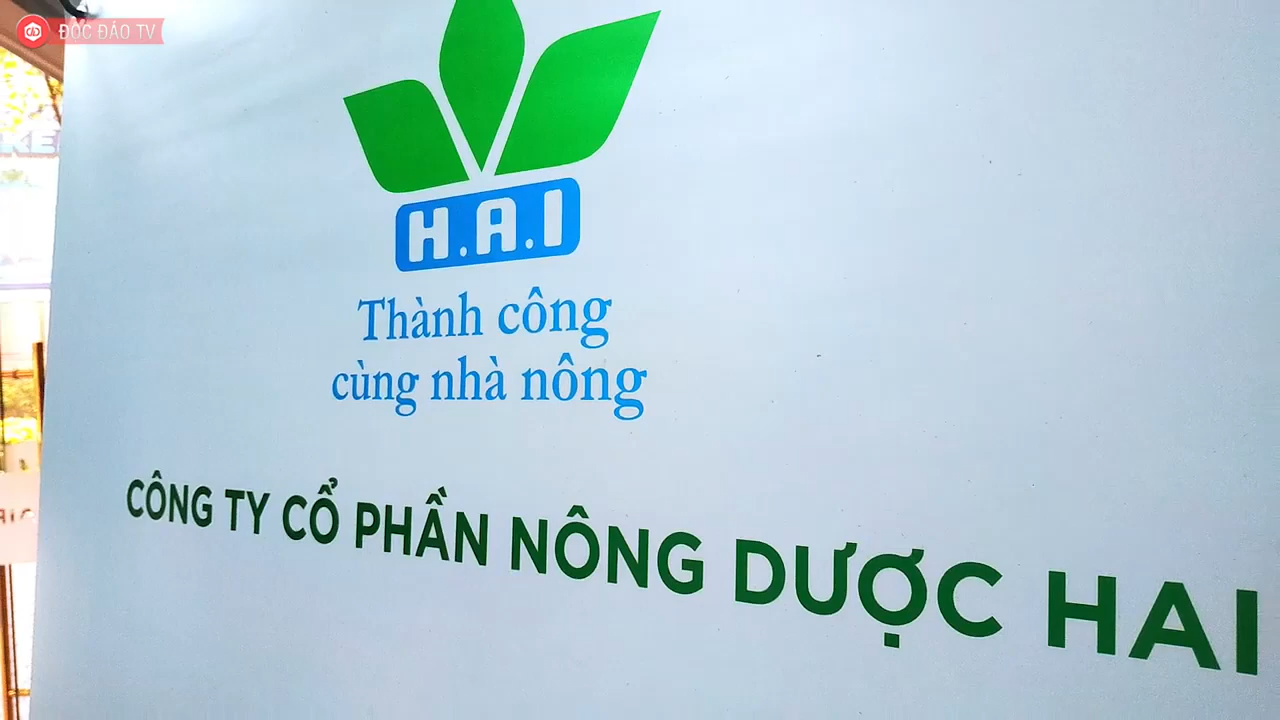 ĐỘC ĐÁO TV
H.A.I
Thành công
cùng nhà nông
CÔNG TY CỔ PHẦN NÔNG DƯỢC HAI